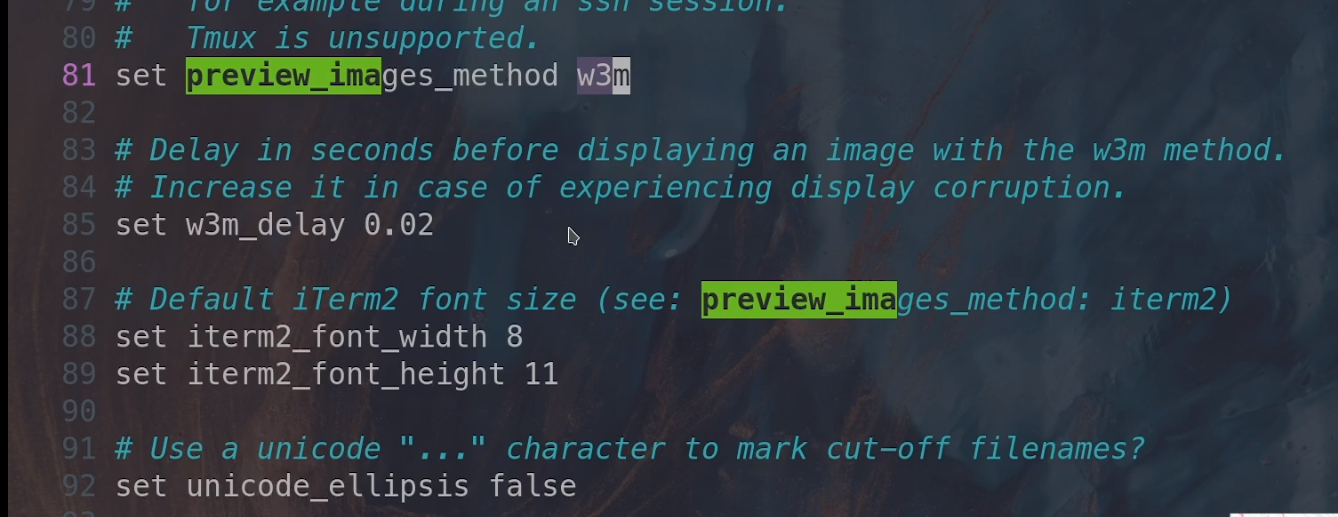 79 #   for example during an ssh session.
80 #   Tmux is unsupported.
81 set preview_images_method w3m
82
83 # Delay in seconds before displaying an image with the w3m method.
84 # Increase it in case of experiencing display corruption.
85 set w3m_delay 0.02
86
87 # Default iTerm2 font size (see: preview_images_method: iterm2)
88 set iterm2_font_width 8
89 set iterm2_font_height 11
90
91 # Use a unicode "..." character to mark cut-off filenames?
92 set unicode_ellipsis false